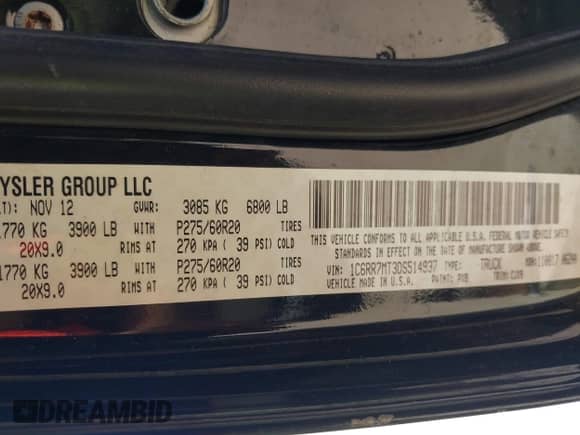 YSLER GROUP LLC
T): NOV 12 GVWR: 3085 KG 6800 LB
1770 KG 3900 LB WITH P275/60R20 TIRES
20X9.0 RIMS AT 270 KPA ( 39 PSI) COLD
1770 KG 3900 LB WITH P275/60R20 TIRES
20X9.0 RIMS AT 270 KPA ( 39 PSI) COLD
THIS VEHICLE CONFORMS TO ALL APPLICABLE U.S.A. FEDERAL MOTOR VEHICLE SAFETY
STANDARDS IN EFFECT ON THE DATE OF MANUFACTURE SHOWN ABOVE.
VIN: 1C6RR7MT3DS514937 TYPE: TRUCK
VEHICLE MADE IN U.S.A. PAINT: PXB TRIM:
DREAMBID